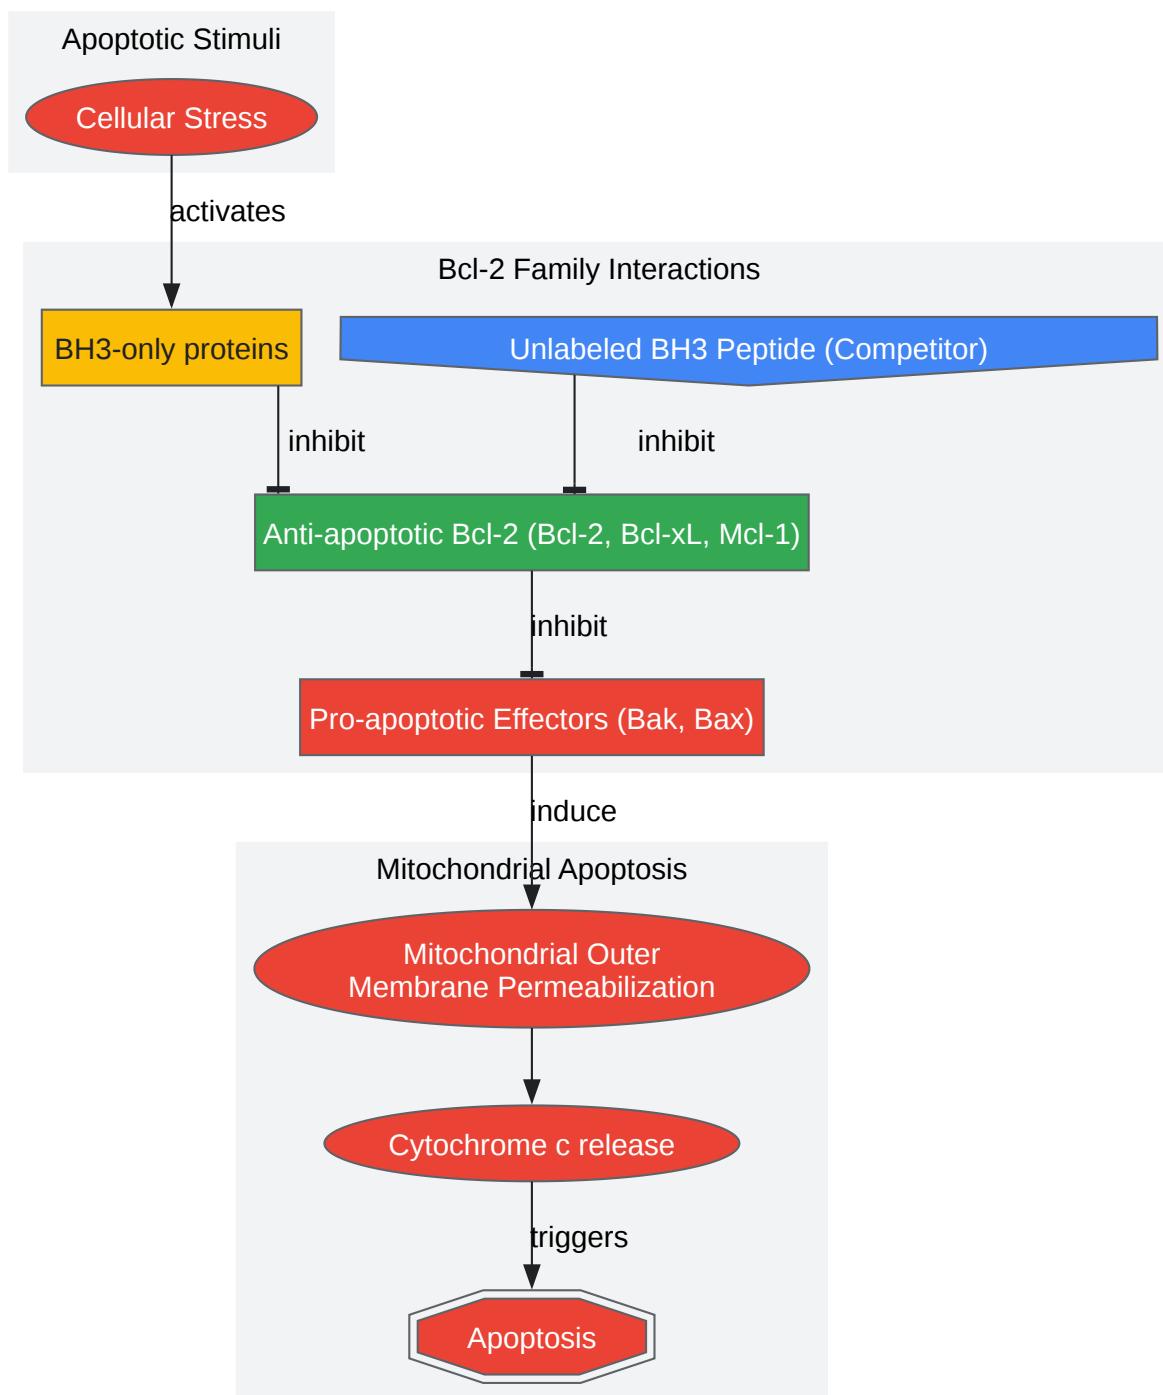 Apoptotic Stimuli
Cellular Stress
activates
Bcl-2 Family Interactions
BH3-only proteins
Unlabeled BH3 Peptide (Competitor)
inhibit
inhibit
Anti-apoptotic Bcl-2 (Bcl-2, Bcl-xL, Mcl-1)
inhibit
Pro-apoptotic Effectors (Bak, Bax)
induce
Mitochondrial Apoptosis
Mitochondrial Outer
Membrane Permeabilization
Cytochrome c release
triggers
Apoptosis